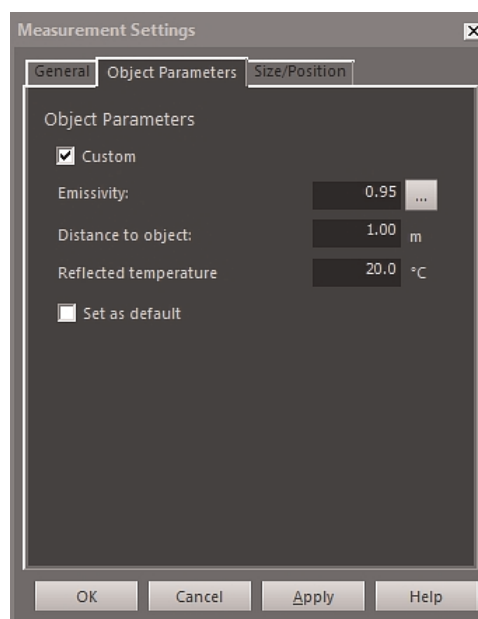 Measurement Settings
General Object Parameters Size/Position
Object Parameters
Custom
Emissivity: 0.95 ...
Distance to object: 1.00 m
Reflected temperature 20.0 °C
Set as default
OK Cancel Apply Help